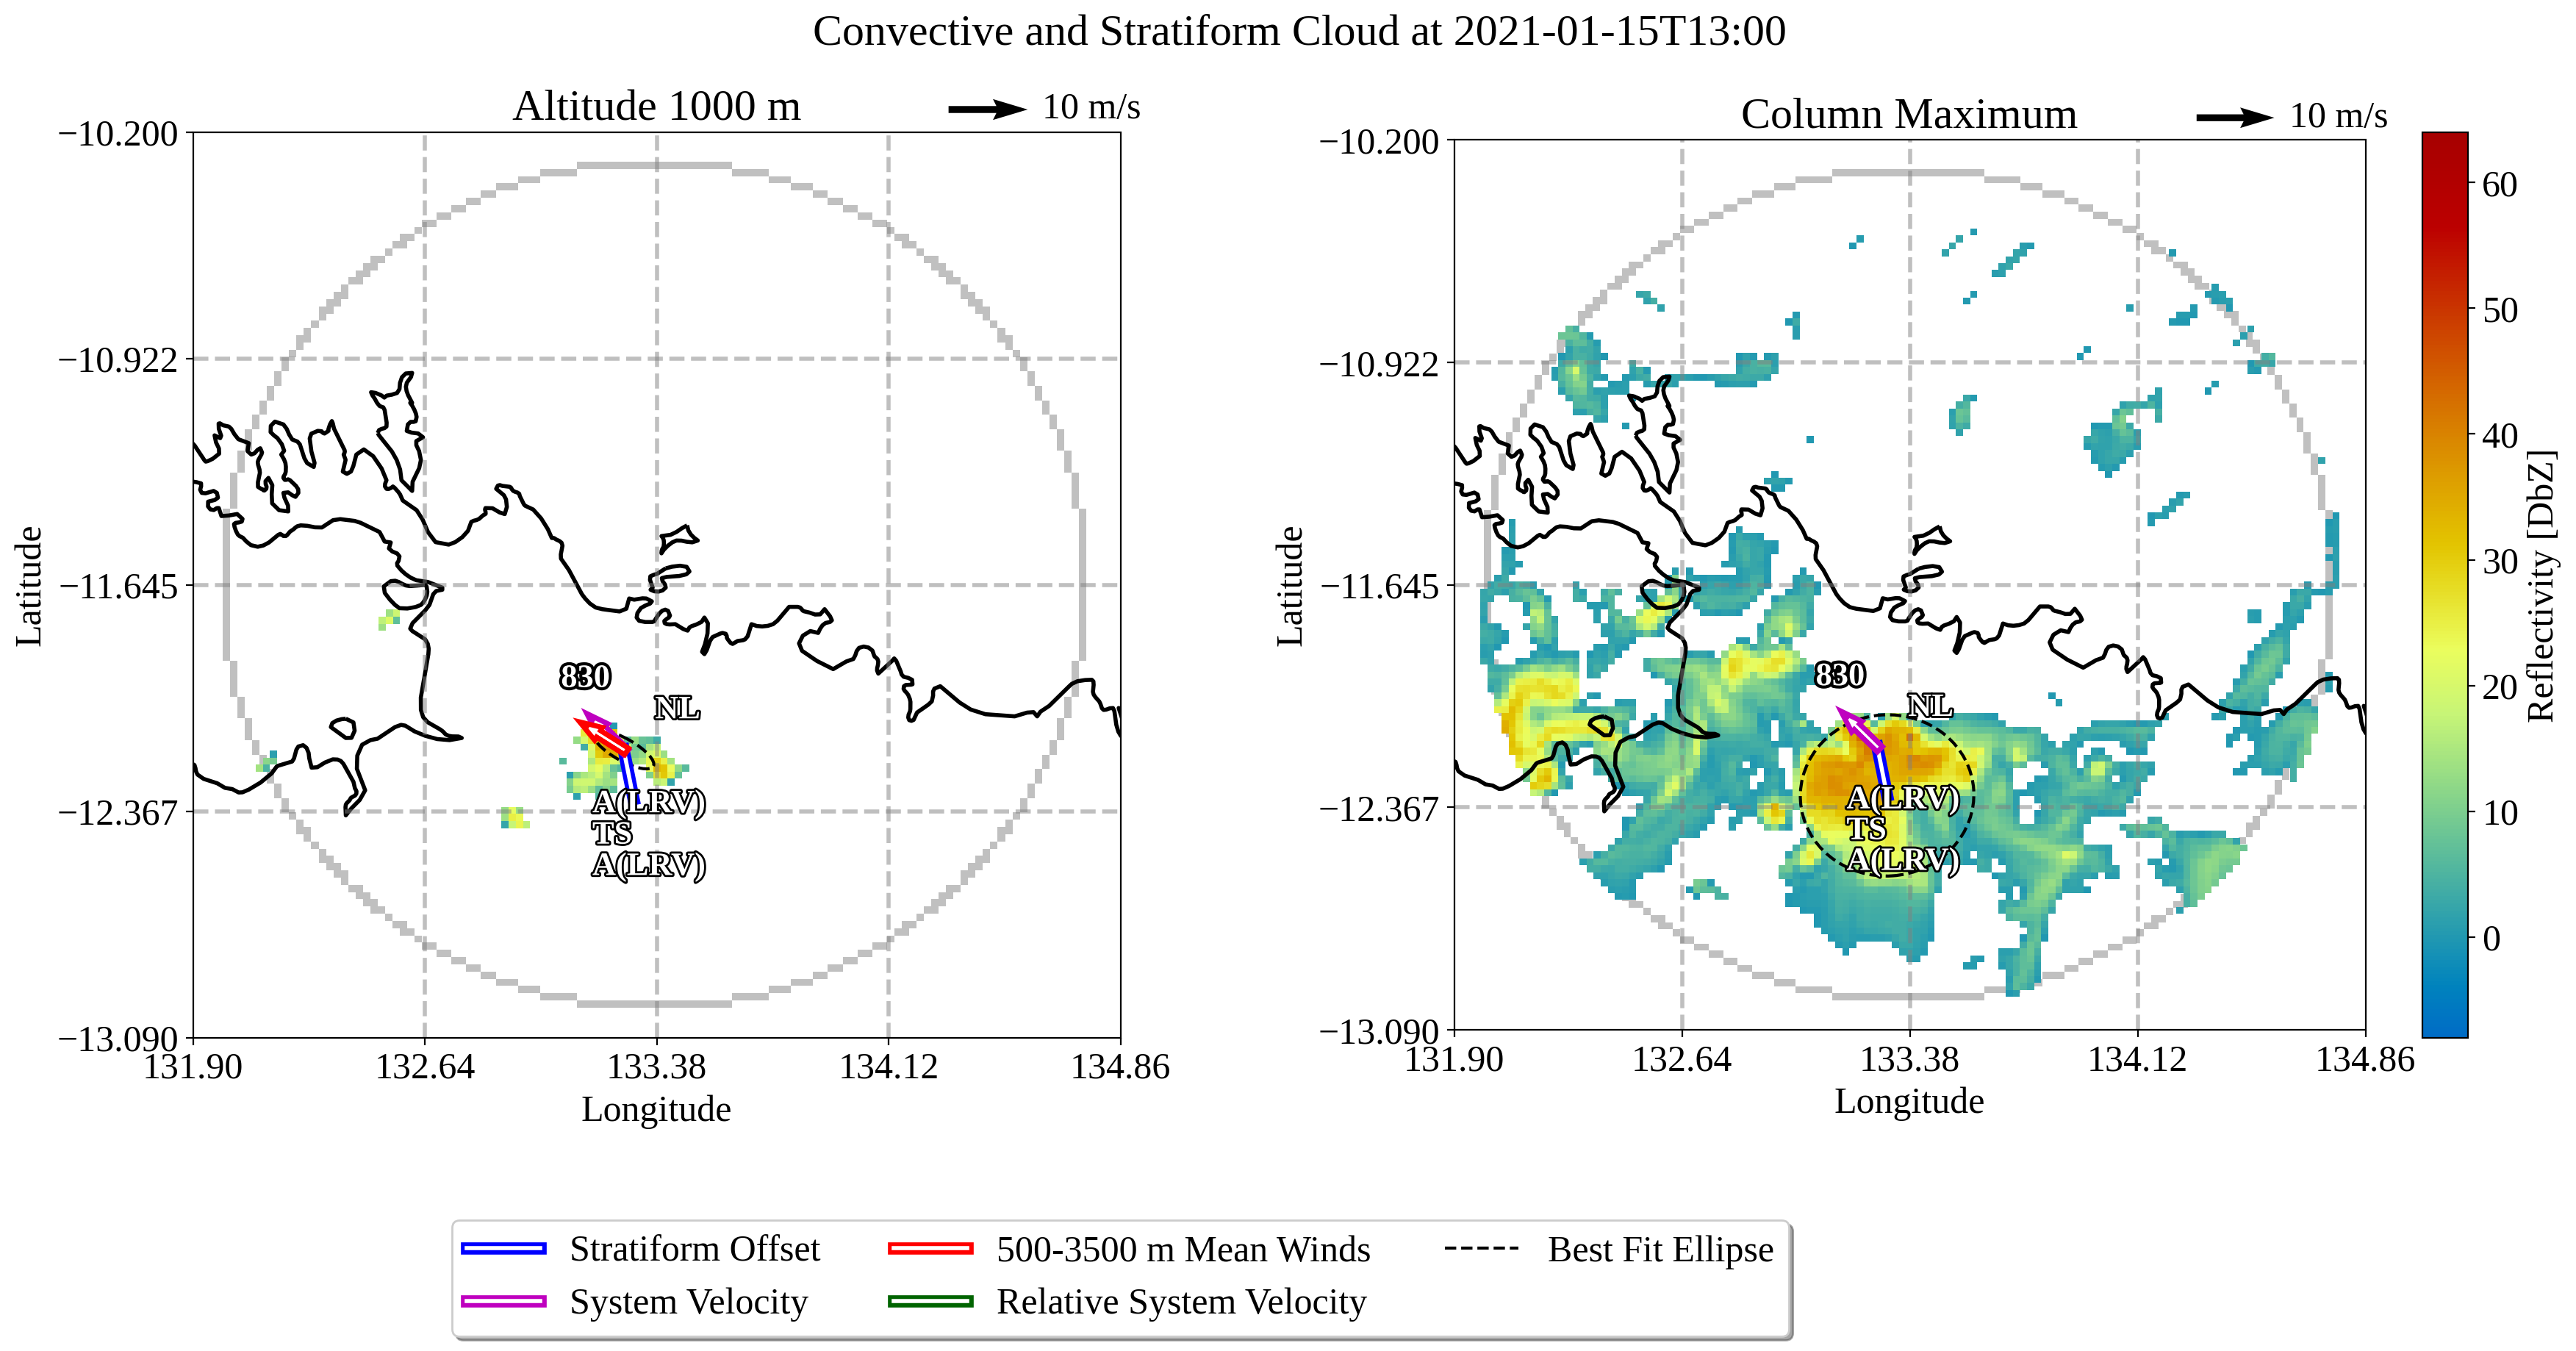 Convective and Stratiform Cloud at 2021-01-15T13:00
Altitude 1000 m
10 m/s
−10.200
−10.922
−11.645
−12.367
−13.090
131.90
132.64
133.38
134.12
134.86
Latitude
Longitude
830
NL
A(LRV)
TS
A(LRV)
Column Maximum
10 m/s
−10.200
−10.922
−11.645
−12.367
−13.090
131.90
132.64
133.38
134.12
134.86
Latitude
Longitude
830
NL
A(LRV)
TS
A(LRV)
60
50
40
30
20
10
0
Reflectivity [DbZ]
Stratiform Offset
500-3500 m Mean Winds
Best Fit Ellipse
System Velocity
Relative System Velocity